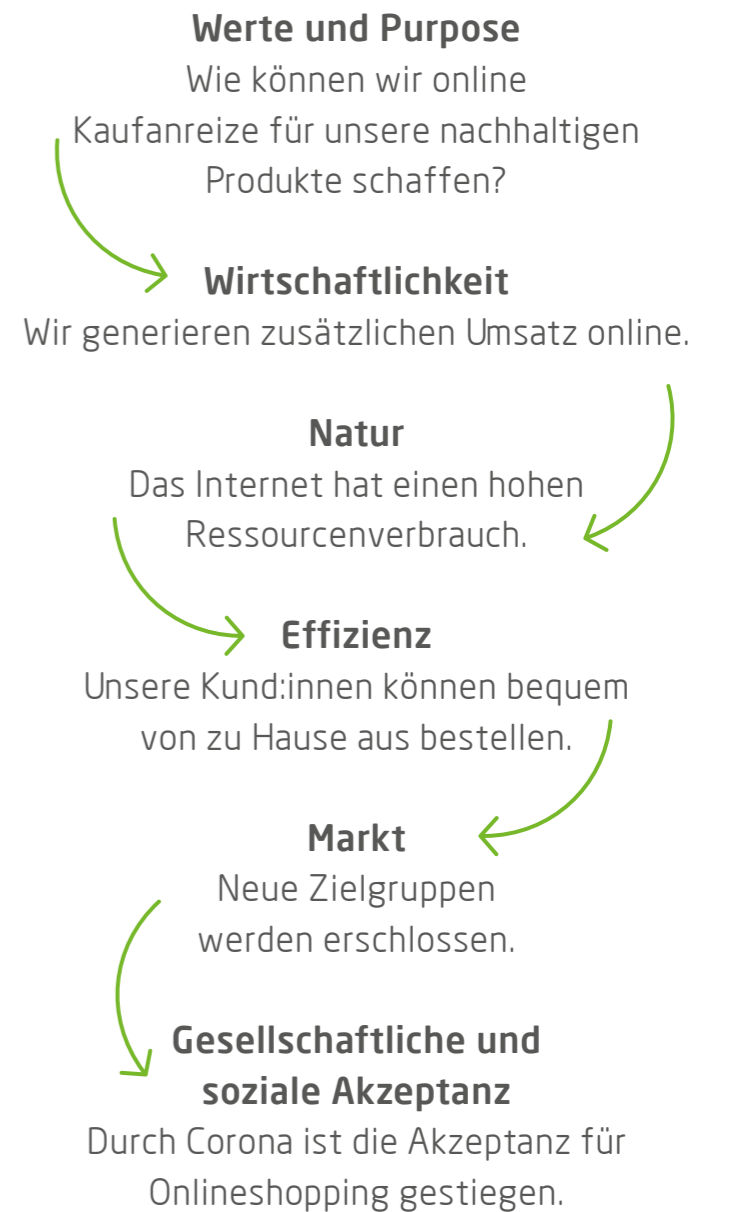 Werte und Purpose
Wie können wir online
Kaufanreize für unsere nachhaltigen
Produkte schaffen?
Wirtschaftlichkeit
Wir generieren zusätzlichen Umsatz online.
Natur
Das Internet hat einen hohen
Ressourcenverbrauch.
Effizienz
Unsere Kund:innen können bequem
von zu Hause aus bestellen.
Markt
Neue Zielgruppen
werden erschlossen.
Gesellschaftliche und
soziale Akzeptanz
Durch Corona ist die Akzeptanz für
Onlineshopping gestiegen.